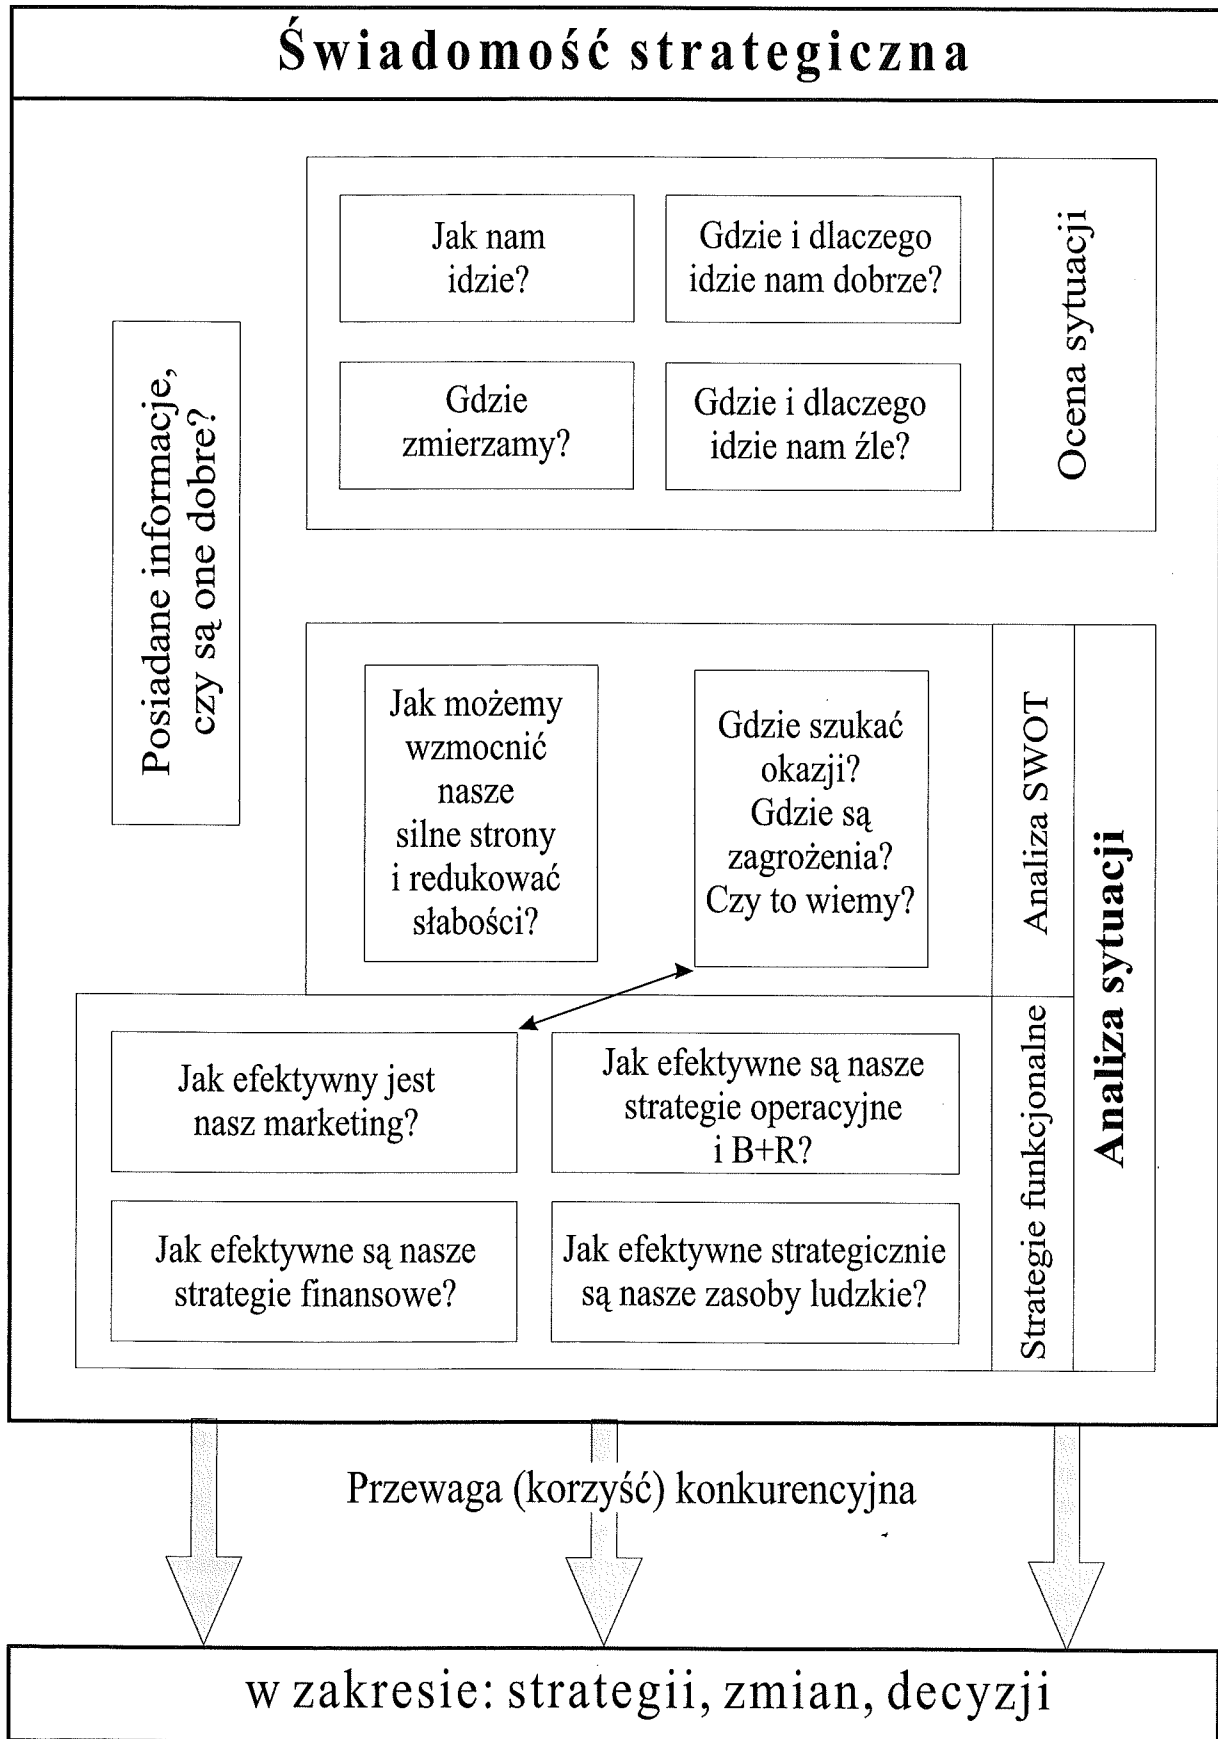 Świadomość strategiczna
Jak nam
idzie?
Gdzie i dlaczego
idzie nam dobrze?
Gdzie
zmierzamy?
Gdzie i dlaczego
idzie nam źle?
Ocena sytuacji
Posiadane informacje,
czy są one dobre?
Jak możemy
wzmocnić
nasze
silne strony
i redukować
słabości?
Gdzie szukać
okazji?
Gdzie są
zagrożenia?
Czy to wiemy?
Analiza SWOT
Analiza sytuacji
Jak efektywny jest
nasz marketing?
Jak efektywne są nasze
strategie operacyjne
i B+R?
Jak efektywne są nasze
strategie finansowe?
Jak efektywne strategicznie
są nasze zasoby ludzkie?
Strategie funkcjonalne
Przewaga (korzyść) konkurencyjna
w zakresie: strategii, zmian, decyzji